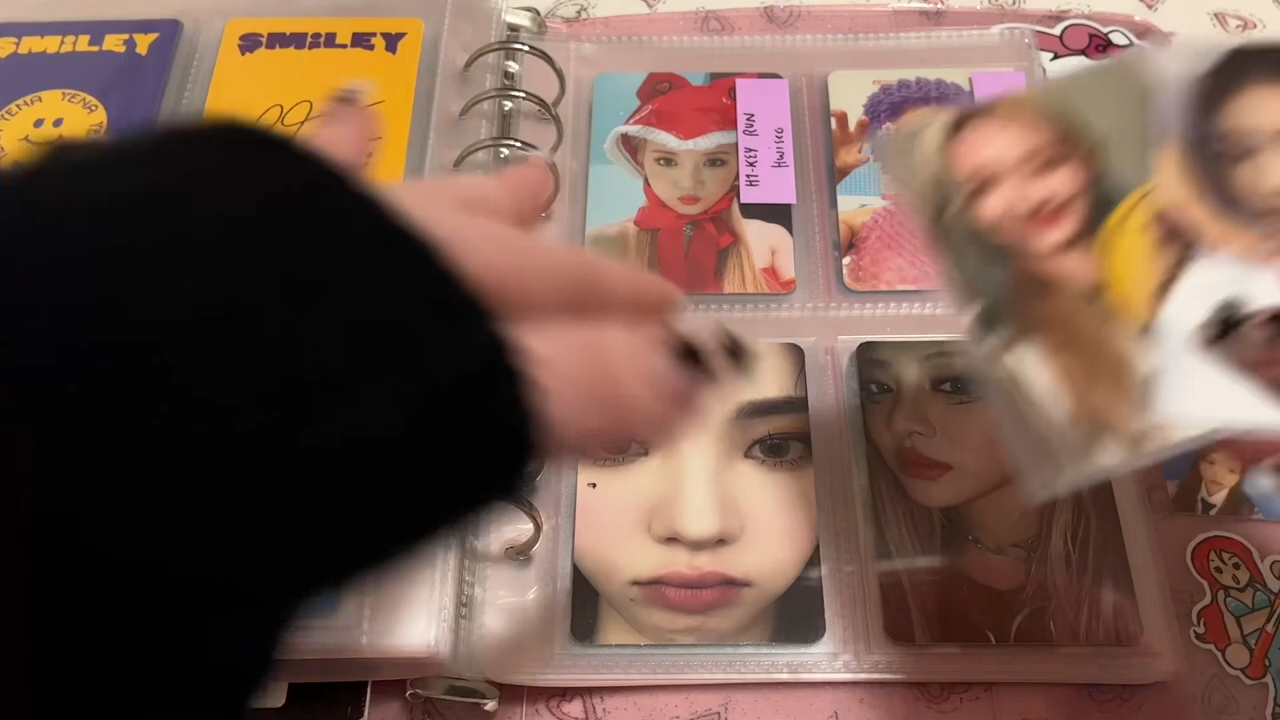 SMiLEY
YENA YENA
SMiLEY
H1-KEY RUN
Hwiseo